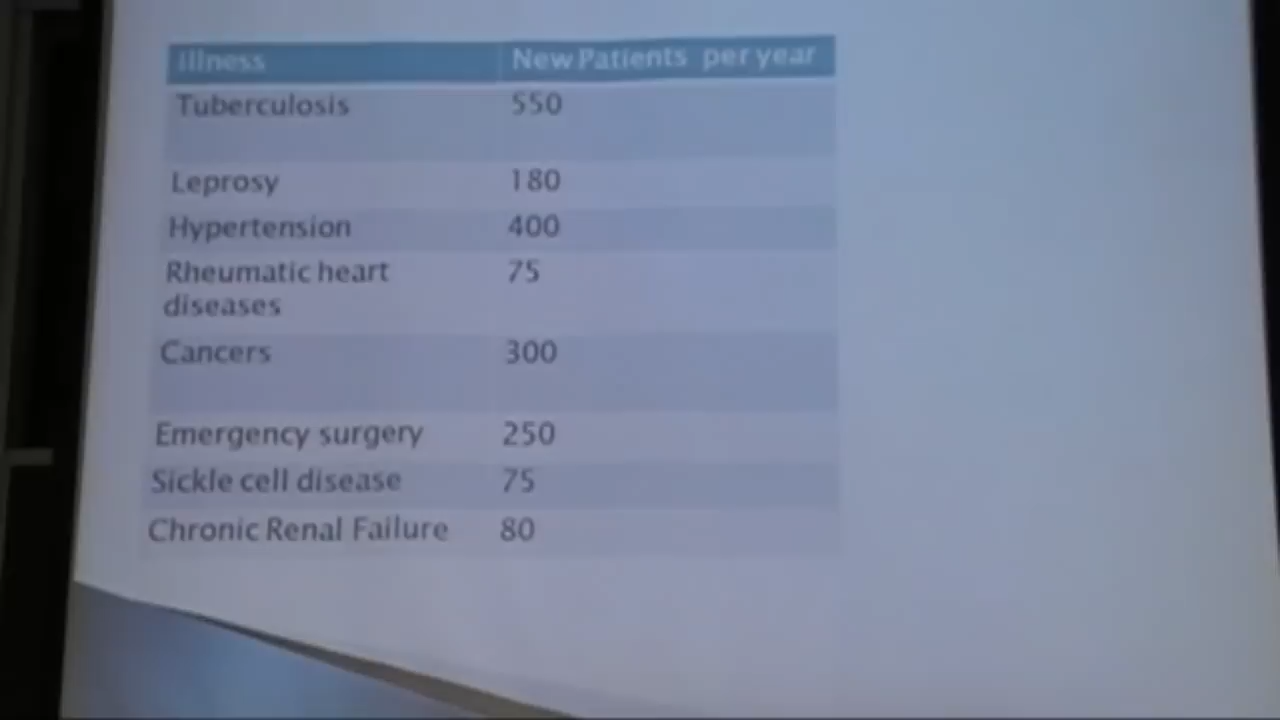 Illness New Patients per year
Tuberculosis 550
Leprosy 180
Hypertension 400
Rheumatic heart 75
diseases
Cancers 300
Emergency surgery 250
Sickle cell disease 75
Chronic Renal Failure 80